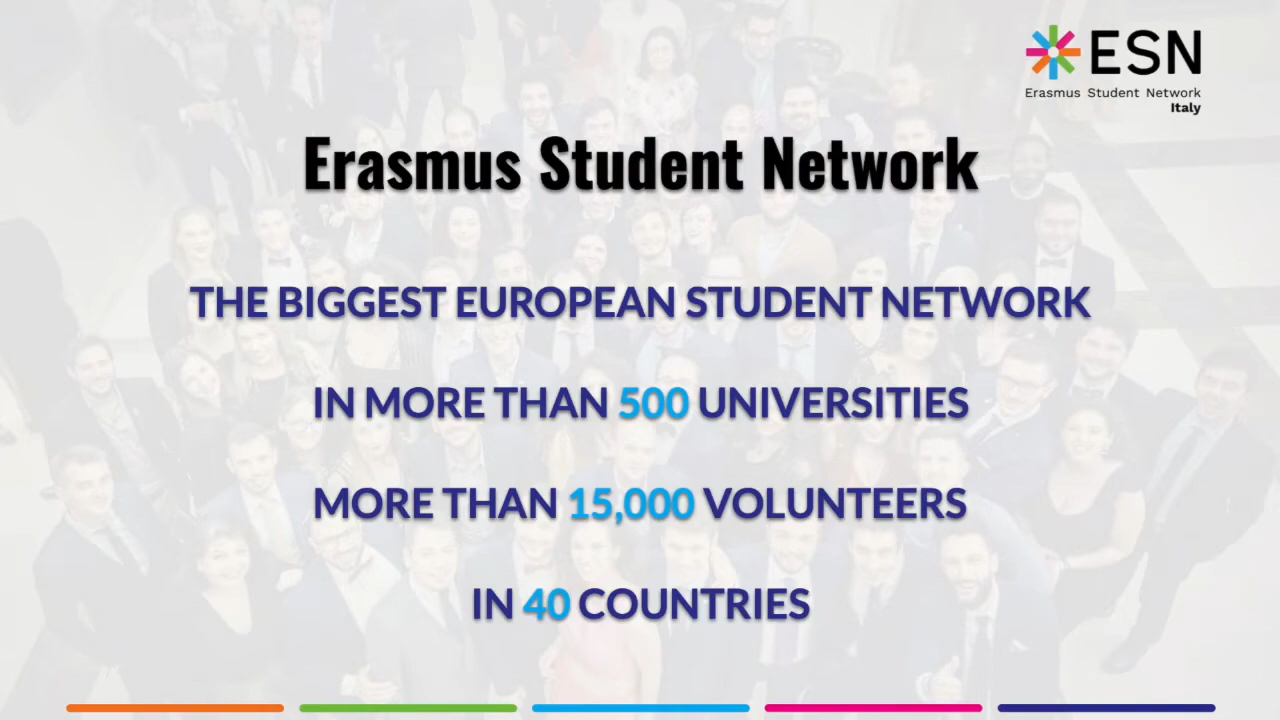 ESN
Erasmus Student Network
Italy
Erasmus Student Network
THE BIGGEST EUROPEAN STUDENT NETWORK
IN MORE THAN 500 UNIVERSITIES
MORE THAN 15,000 VOLUNTEERS
IN 40 COUNTRIES